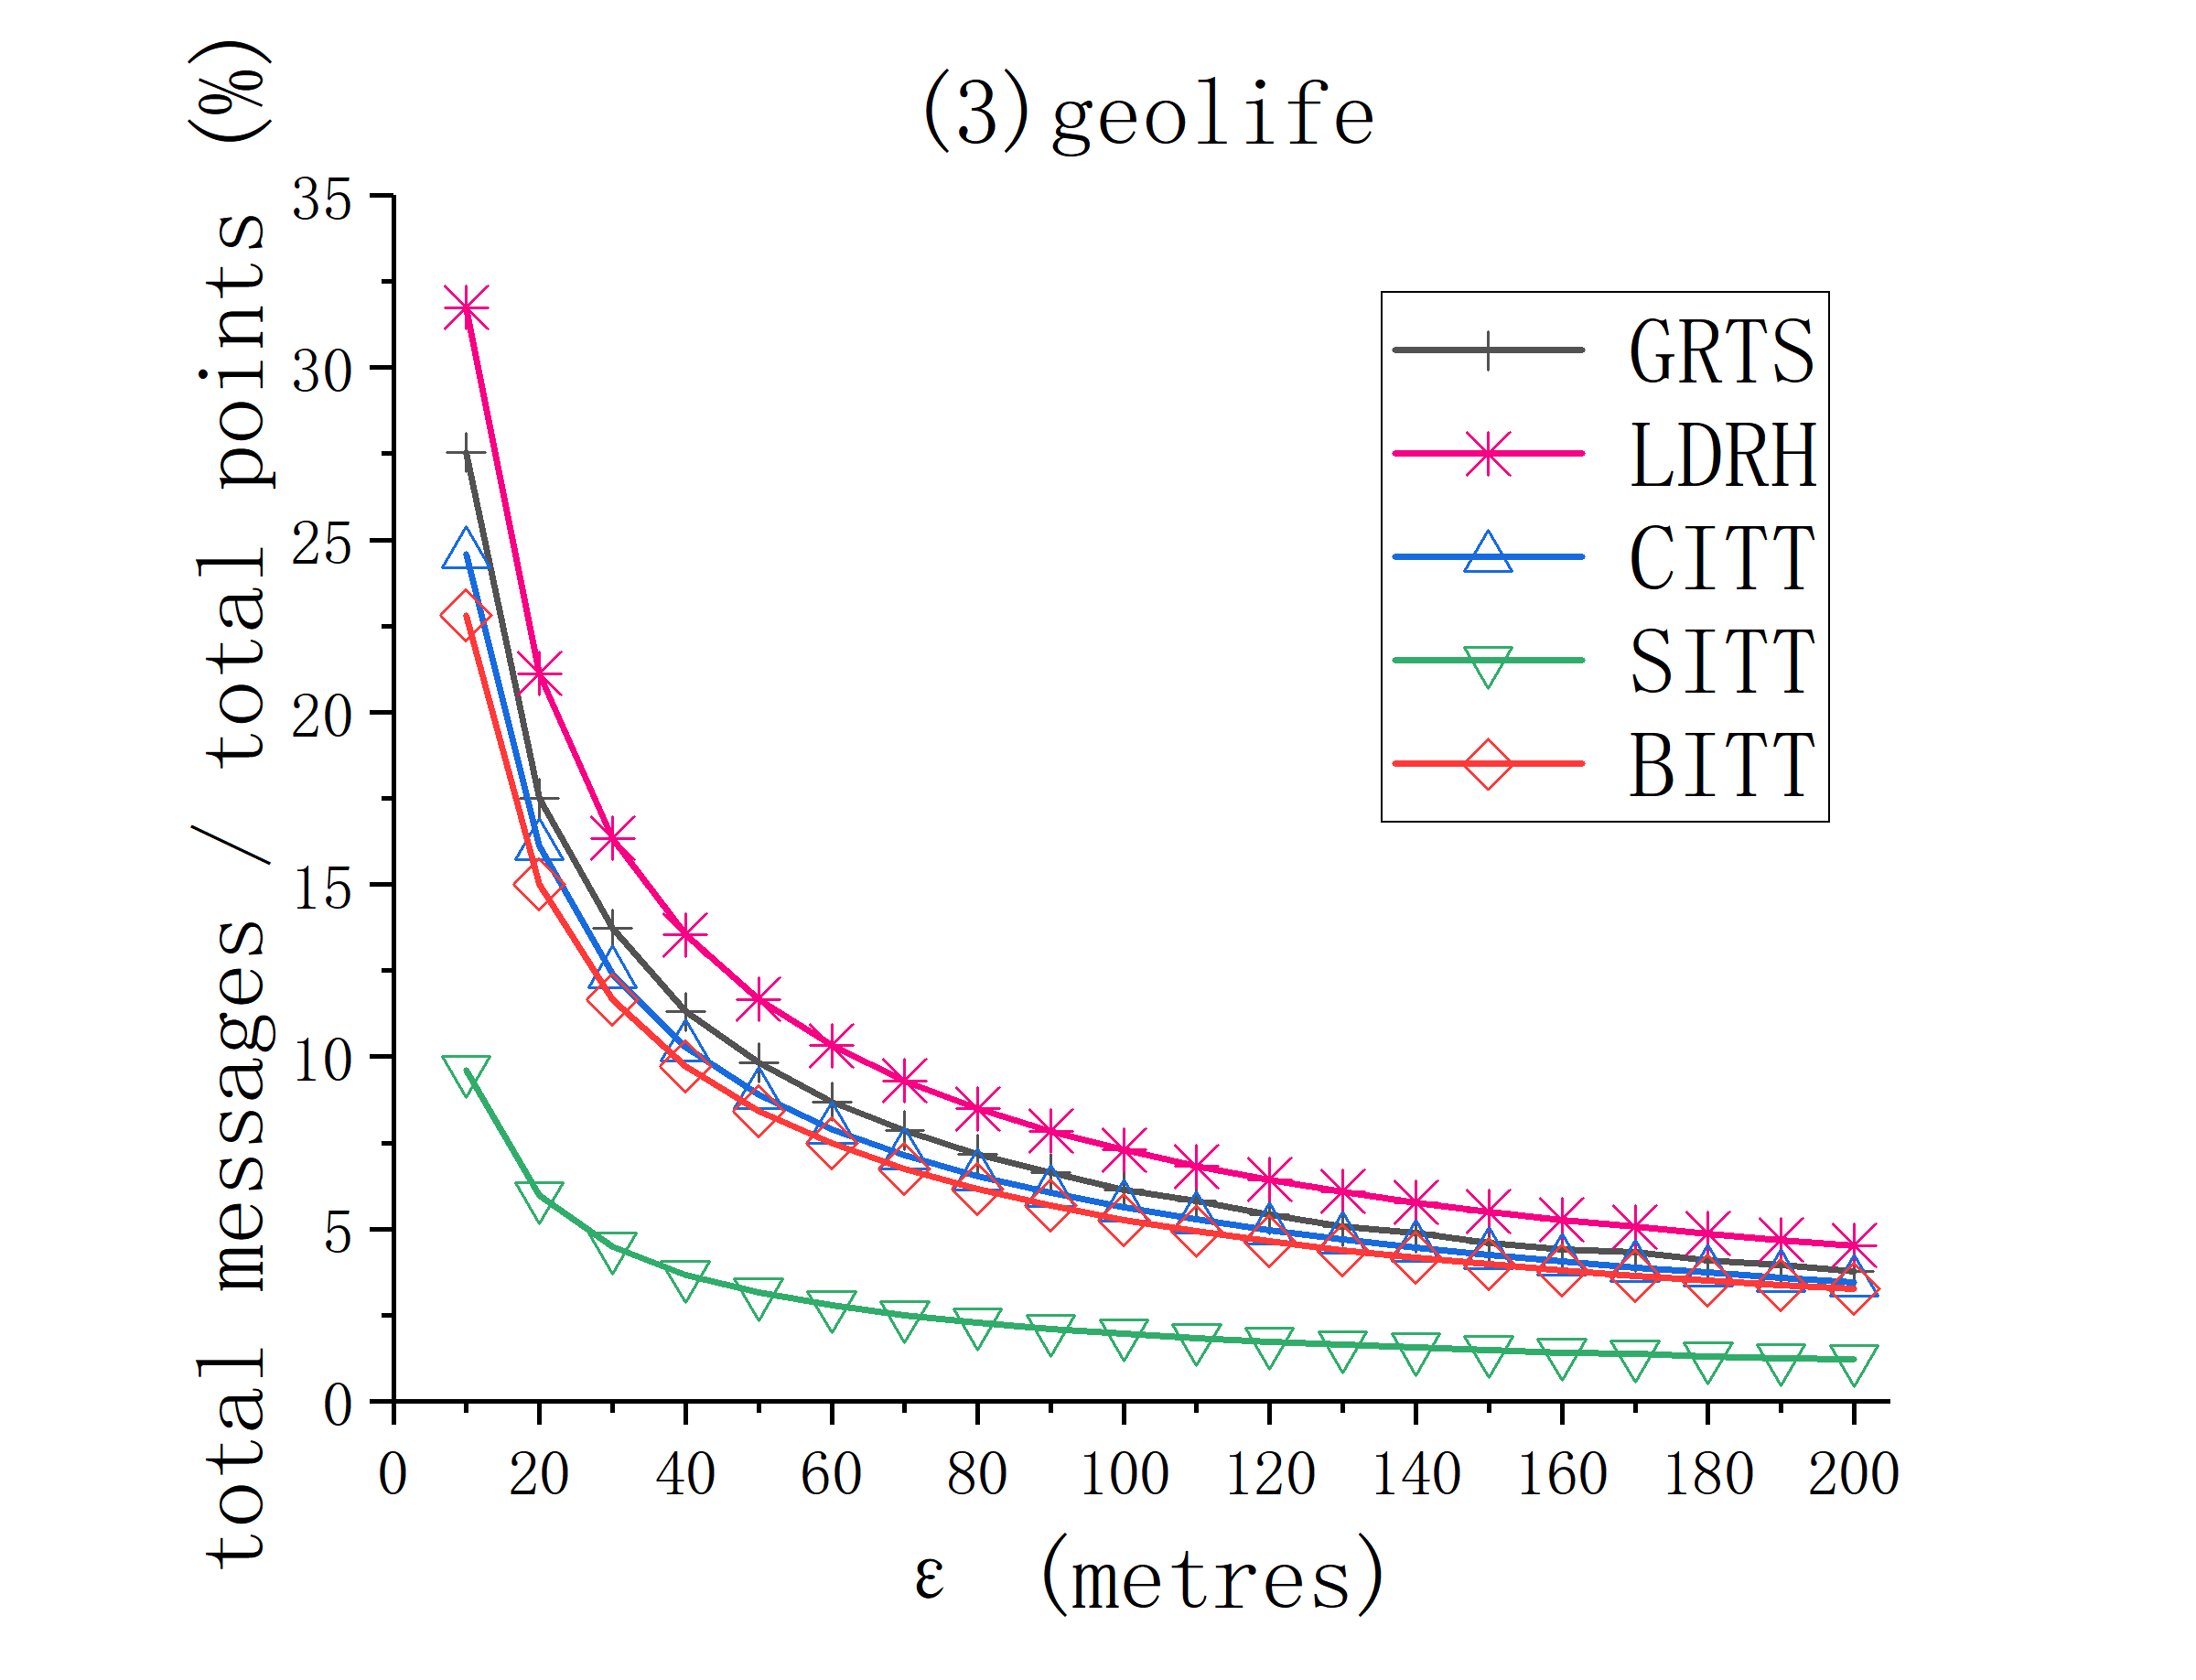 (3)geolife
total messages / total points (%)
35
30
25
20
15
10
5
0
0 20 40 60 80 100 120 140 160 180 200
ε (metres)
GRTS
LDRH
CITT
SITT
BITT